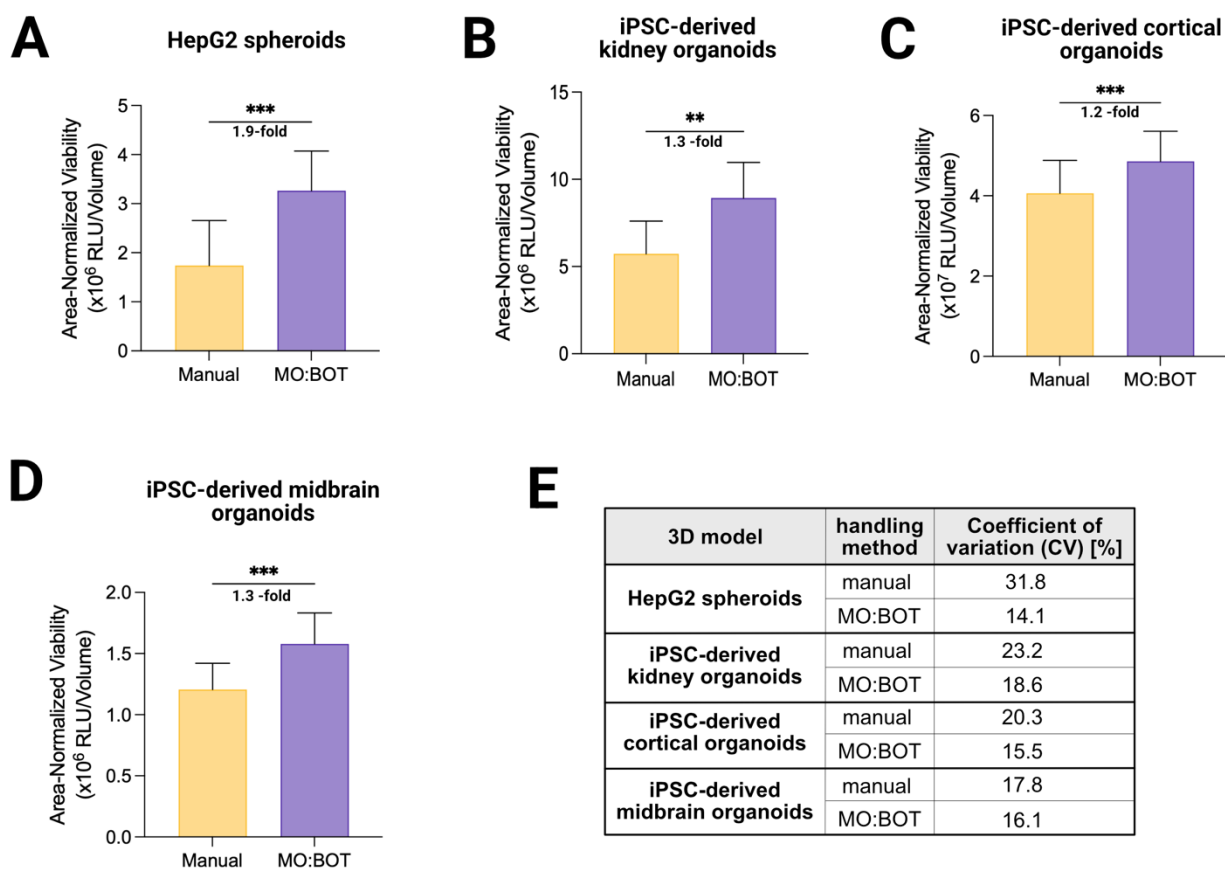 A
HepG2 spheroids
Area-Normalized Viability
(x10⁶ RLU/Volume)
5
4
3
2
1
0
***
1.9-fold
Manual
MO:BOT
B
iPSC-derived
kidney organoids
Area-Normalized Viability
(x10⁶ RLU/Volume)
15
10
5
0
**
1.3 -fold
Manual
MO:BOT
C
iPSC-derived cortical
organoids
Area-Normalized Viability
(x10⁷ RLU/Volume)
6
4
2
0
***
1.2 -fold
Manual
MO:BOT
D
iPSC-derived midbrain
organoids
Area-Normalized Viability
(x10⁶ RLU/Volume)
2.0
1.5
1.0
0.5
0.0
***
1.3 -fold
Manual
MO:BOT
E
3D model
handling
method
Coefficient of
variation (CV) [%]
HepG2 spheroids
manual 31.8
MO:BOT 14.1
iPSC-derived
kidney organoids
manual 23.2
MO:BOT 18.6
iPSC-derived
cortical organoids
manual 20.3
MO:BOT 15.5
iPSC-derived
midbrain organoids
manual 17.8
MO:BOT 16.1